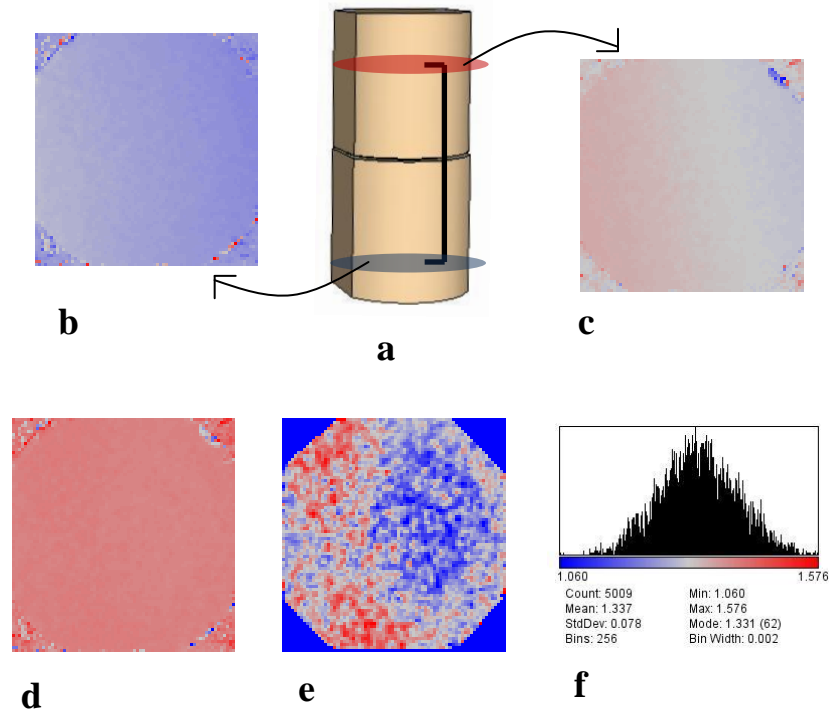 b
a
c
d
e
f
1.060 1.576
Count: 5009 Min: 1.060
Mean: 1.337 Max: 1.576
StdDev: 0.078 Mode: 1.331 (62)
Bins: 256 Bin Width: 0.002